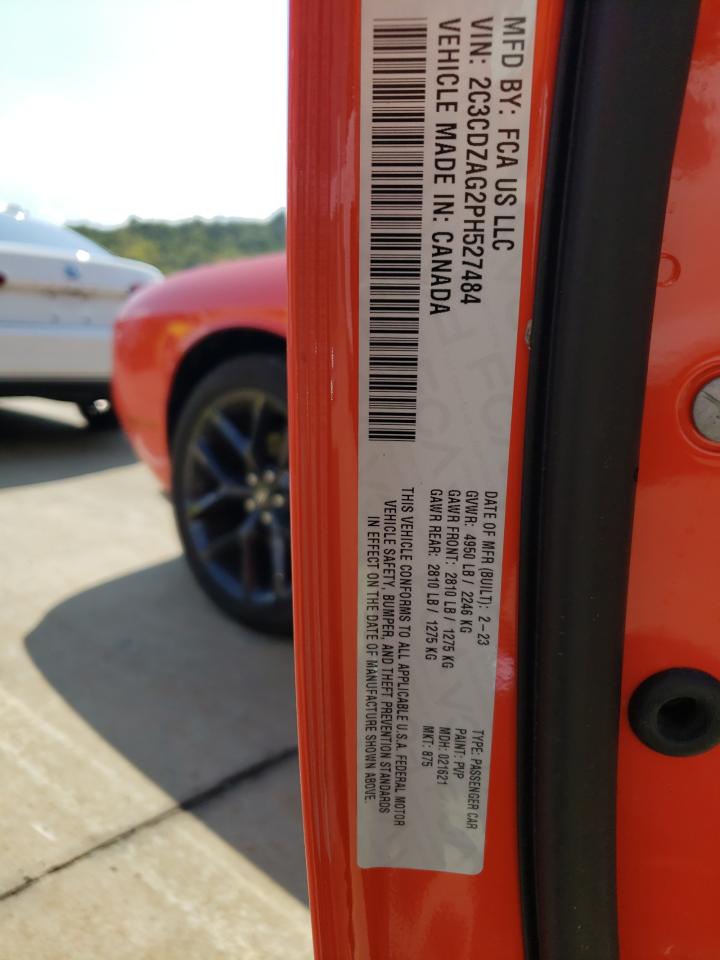 MFD BY: FCA US LLC
VIN: 2C3CDZAG2PH527484
VEHICLE MADE IN: CANADA
DATE OF MFR (BUILT): 2-23
GVWR: 4950 LB / 2246 KG
GAWR FRONT: 2810 LB / 1275 KG
GAWR REAR: 2810 LB / 1275 KG
TYPE: PASSENGER CAR
PAINT: PVP
MDH: 021621
MKT: 875
THIS VEHICLE CONFORMS TO ALL APPLICABLE U.S.A. FEDERAL MOTOR
VEHICLE SAFETY, BUMPER, AND THEFT PREVENTION STANDARDS
IN EFFECT ON THE DATE OF MANUFACTURE SHOWN ABOVE.